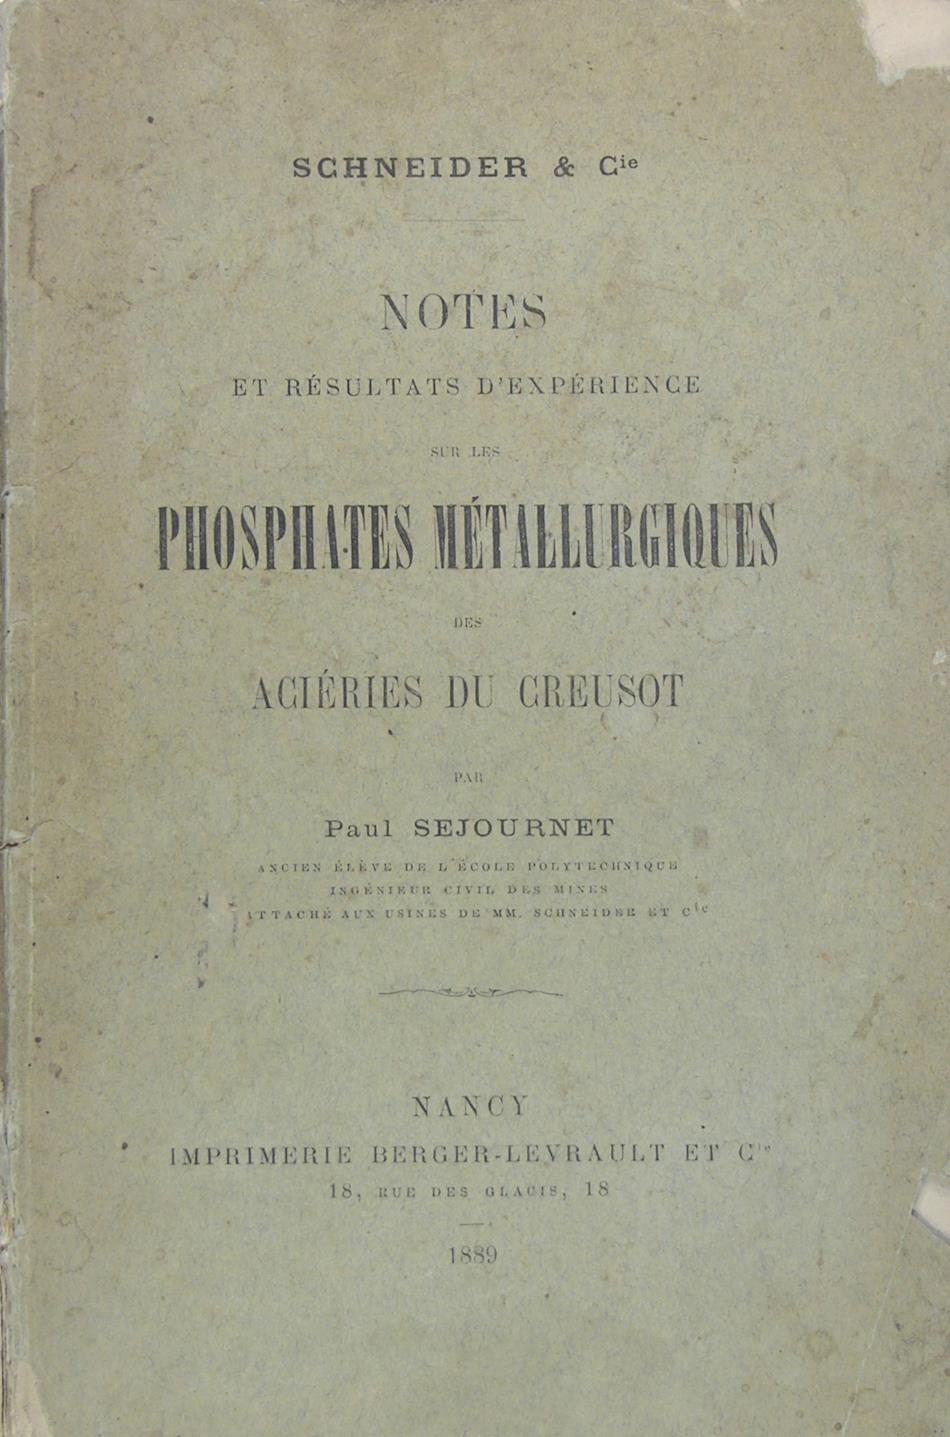 SCHNEIDER & Cie
NOTES
ET RÉSULTATS D'EXPÉRIENCE
SUR LES
PHOSPHATES MÉTALLURGIQUES
DES
ACIÉRIES DU CREUSOT
PAR
Paul SEJOURNET
ANCIEN ÉLÈVE DE L'ÉCOLE POLYTECHNIQUE
INGÉNIEUR CIVIL DES MINES
ATTACHÉ AUX USINES DE MM. SCHNEIDER ET Cie
NANCY
IMPRIMERIE BERGER-LEVRAULT ET Cie
18, RUE DES GLACIS, 18
1889